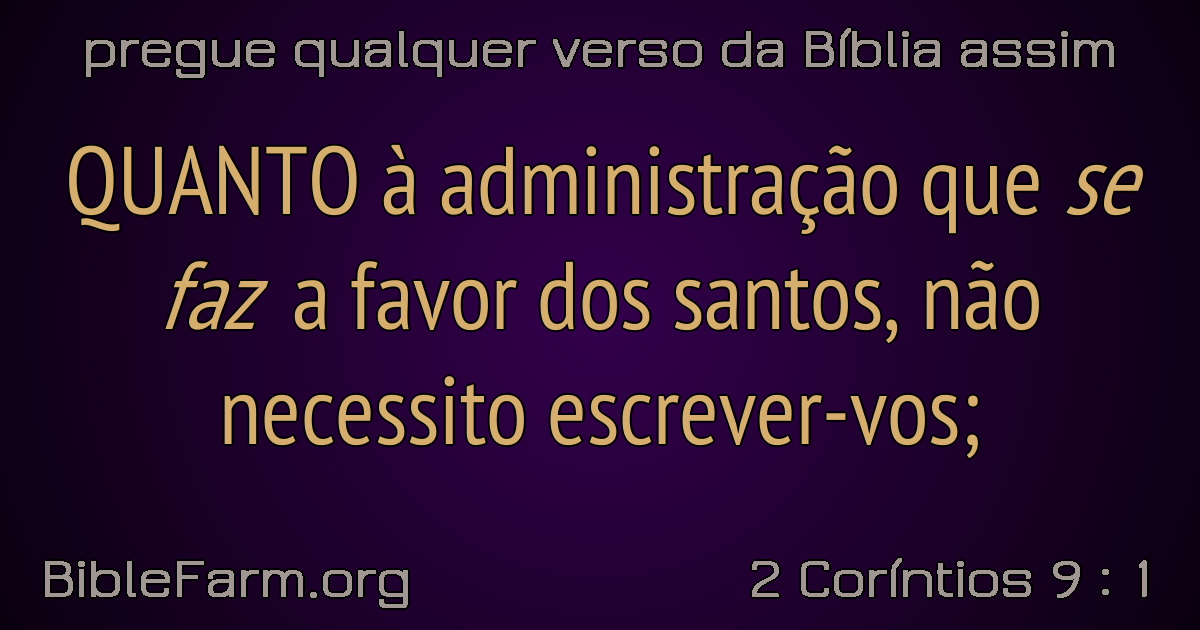 pregue qualquer verso da Bíblia assim
QUANTO à administração que se
faz a favor dos santos, não
necessito escrever-vos;
BibleFarm.org
2 Coríntios 9 : 1